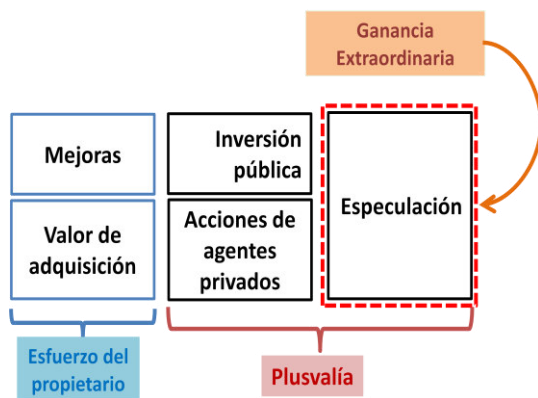 Ganancia
Extraordinaria
Mejoras
Inversión
pública
Especulación
Valor de
adquisición
Acciones de
agentes
privados
Esfuerzo del
propietario
Plusvalía